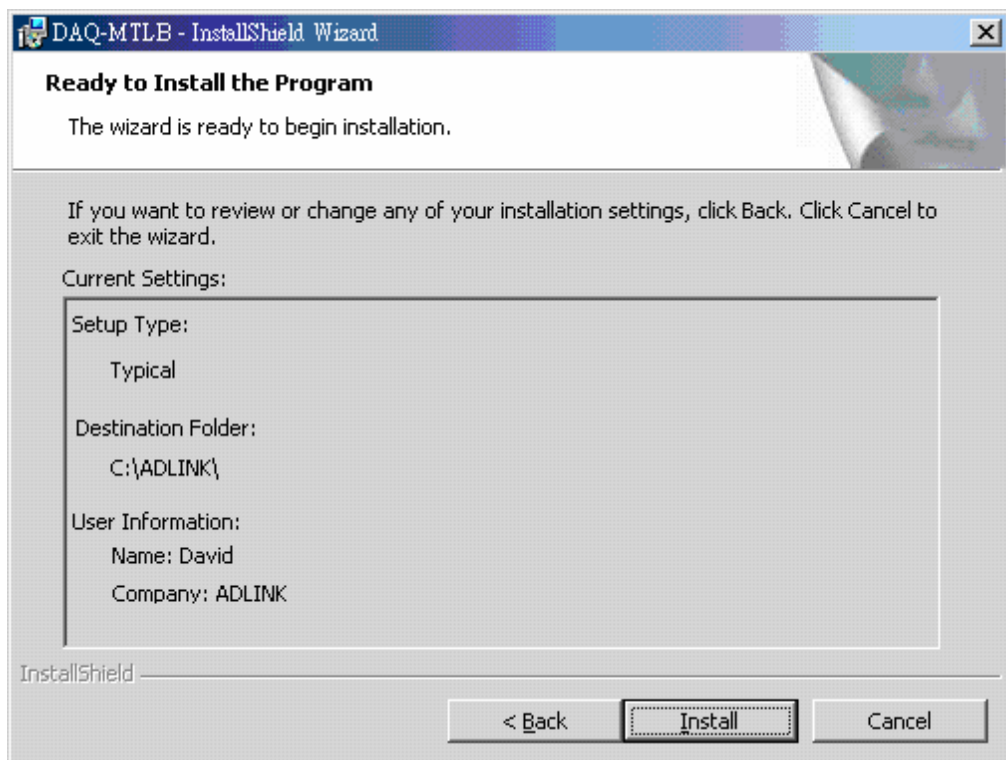 DAQ-MTLB - InstallShield Wizard
Ready to Install the Program
The wizard is ready to begin installation.
If you want to review or change any of your installation settings, click Back. Click Cancel to
exit the wizard.
Current Settings:
Setup Type:
Typical
Destination Folder:
C:\ADLINK\
User Information:
Name: David
Company: ADLINK
InstallShield
< Back
Install
Cancel